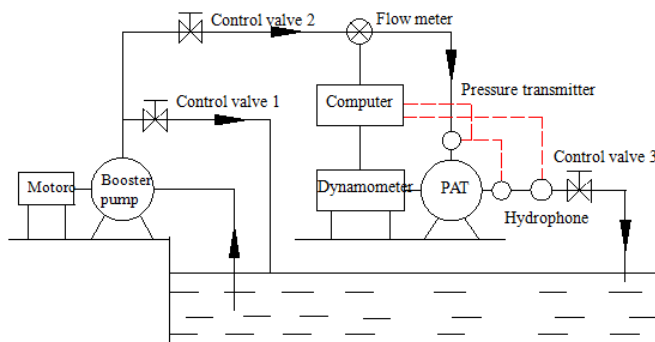 Control valve 2
Flow meter
Computer
Pressure transmitter
Control valve 1
Control valve 3
Motoro
Booster
pump
Dynamometer
PAT
Hydrophone